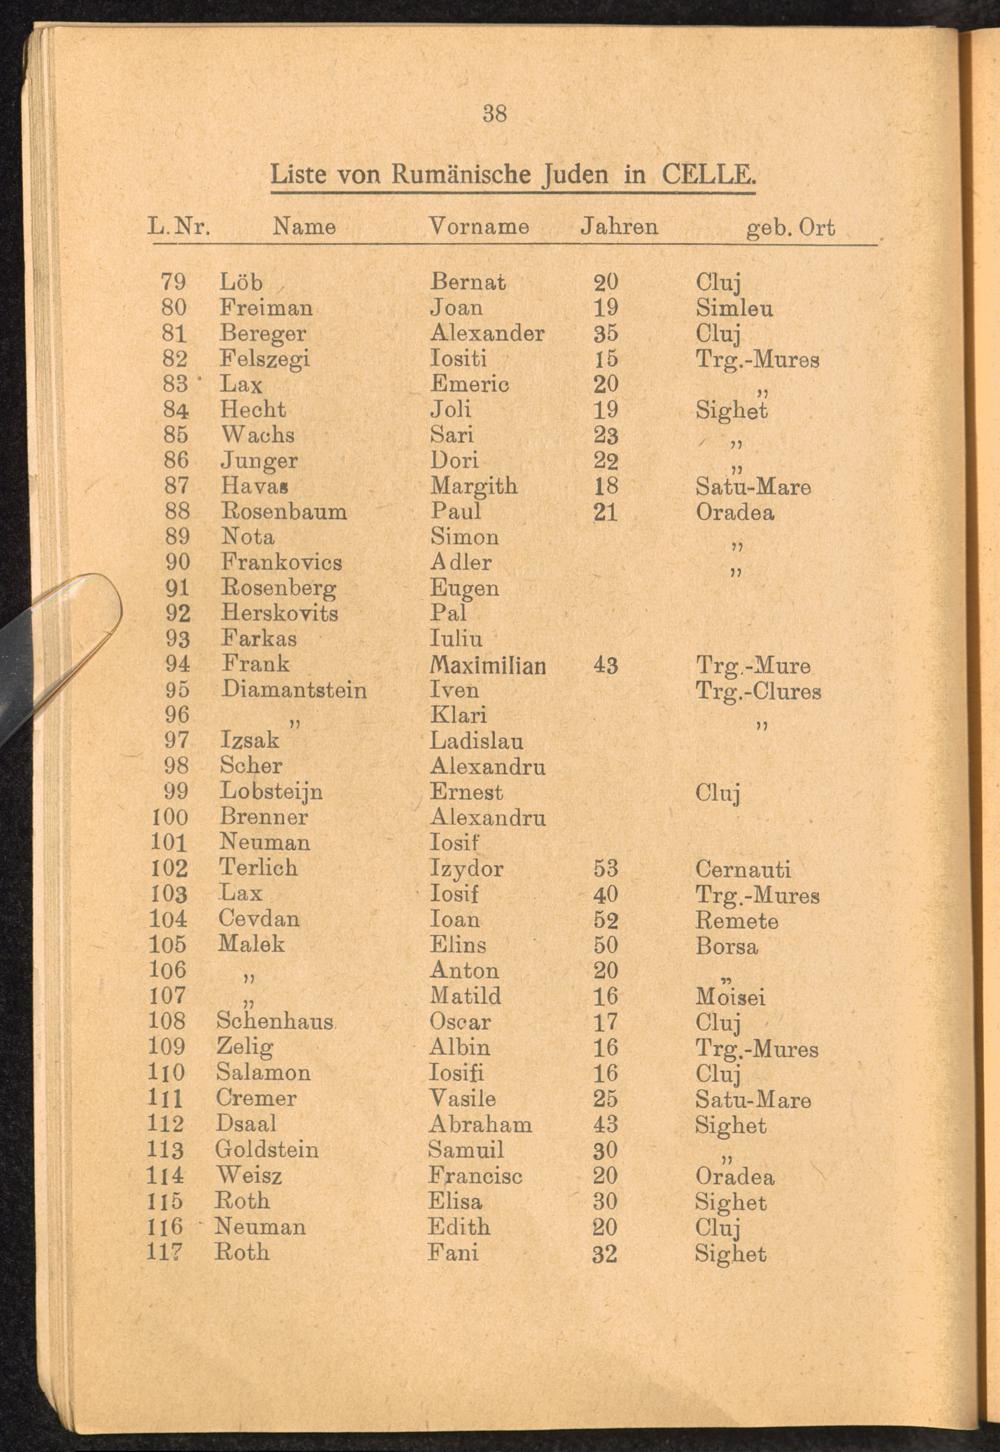 38
Liste von Rumänische Juden in CELLE.
L. Nr. Name Vorname Jahren geb. Ort
79 Löb Bernat 20 Cluj
80 Freiman Joan 19 Simleu
81 Bereger Alexander 35 Cluj
82 Felszegi Iositi 15 Trg.-Mures
83 Lax Emeric 20 „
84 Hecht Joli 19 Sighet
85 Wachs Sari 23 „
86 Junger Dori 22 „
87 Havas Margith 18 Satu-Mare
88 Rosenbaum Paul 21 Oradea
89 Nota Simon „
90 Frankovics Adler „
91 Rosenberg Eugen
92 Herskovits Pal
93 Farkas Iuliu
94 Frank Maximilian 43 Trg.-Mure
95 Diamantstein Iven Trg.-Clures
96 „ Klari „
97 Izsak Ladislau
98 Scher Alexandru
99 Lobsteijn Ernest Cluj
100 Brenner Alexandru
101 Neuman Iosif
102 Terlich Izydor 53 Cernauti
103 Lax Iosif 40 Trg.-Mures
104 Cevdan Ioan 52 Remete
105 Malek Elins 50 Borsa
106 „ Anton 20 „
107 „ Matild 16 Moisei
108 Schenhaus Oscar 17 Cluj
109 Zelig Albin 16 Trg.-Mures
110 Salamon Iosifi 16 Cluj
111 Cremer Vasile 25 Satu-Mare
112 Dsaal Abraham 43 Sighet
113 Goldstein Samuil 30 „
114 Weisz Francisc 20 Oradea
115 Roth Elisa 30 Sighet
116 Neuman Edith 20 Cluj
117 Roth Fani 32 Sighet